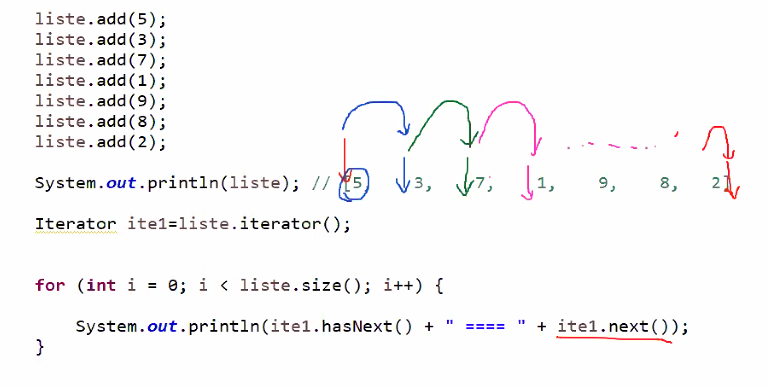 liste.add(5);
liste.add(3);
liste.add(7);
liste.add(1);
liste.add(9);
liste.add(8);
liste.add(2);
System.out.println(liste); // [5, 3, 7, 1, 9, 8, 2]
Iterator ite1=liste.iterator();
for (int i = 0; i < liste.size(); i++) {
System.out.println(ite1.hasNext() + " ==== " + ite1.next());
}